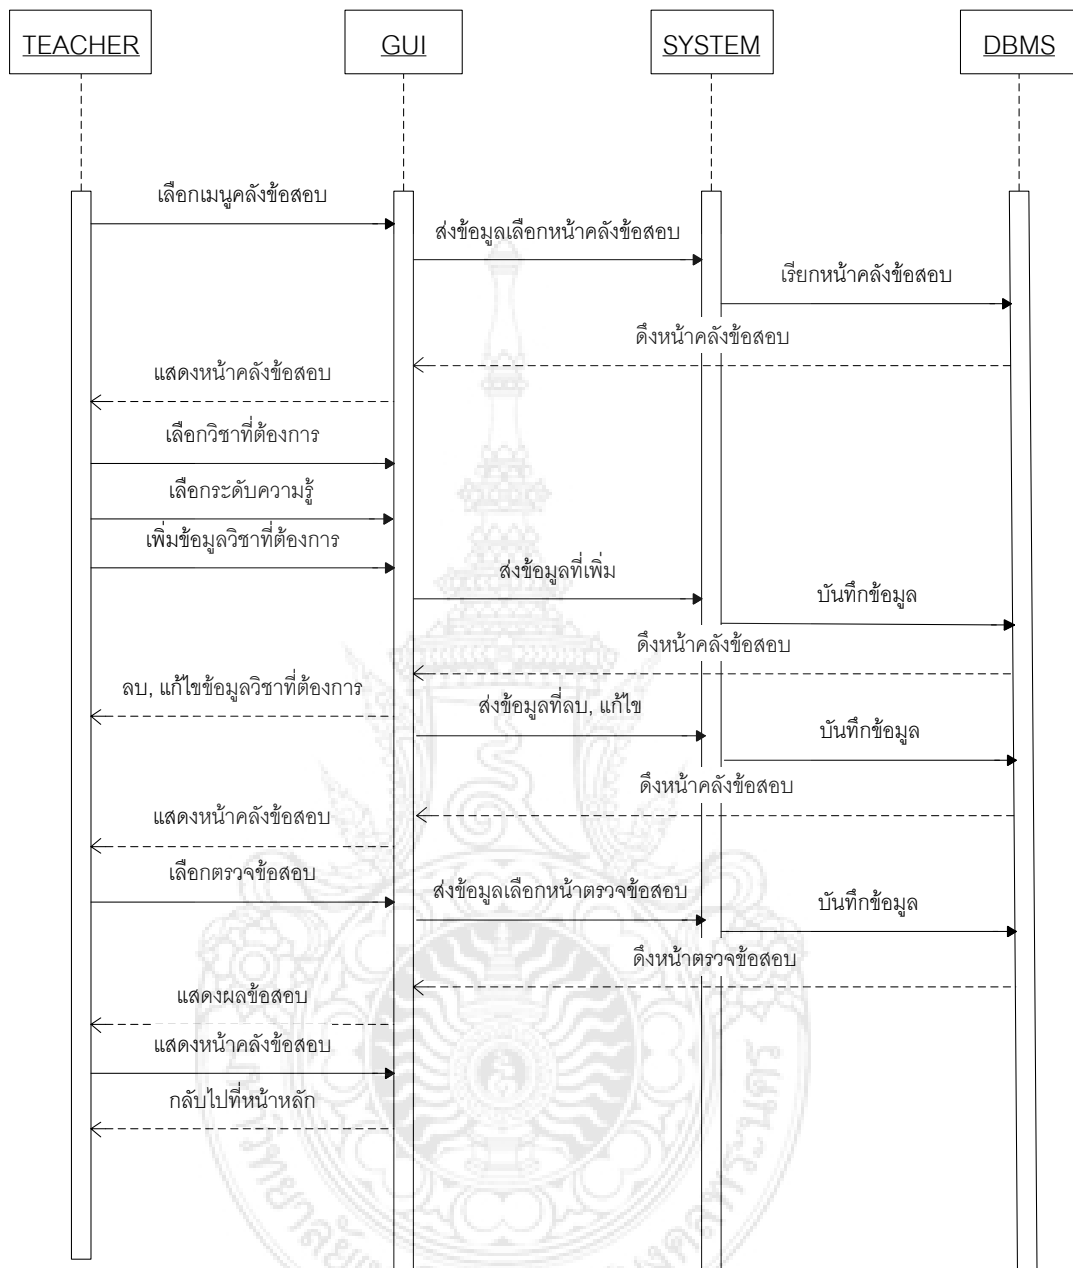 TEACHER
GUI
SYSTEM
DBMS
เลือกเมนูคลังข้อสอบ
ส่งข้อมูลเลือกหน้าคลังข้อสอบ
เรียกหน้าคลังข้อสอบ
ดึงหน้าคลังข้อสอบ
แสดงหน้าคลังข้อสอบ
เลือกวิชาที่ต้องการ
เลือกระดับความรู้
เพิ่มข้อมูลวิชาที่ต้องการ
ส่งข้อมูลที่เพิ่ม
บันทึกข้อมูล
ดึงหน้าคลังข้อสอบ
ลบ, แก้ไขข้อมูลวิชาที่ต้องการ
ส่งข้อมูลที่ลบ, แก้ไข
บันทึกข้อมูล
ดึงหน้าคลังข้อสอบ
แสดงหน้าคลังข้อสอบ
เลือกตรวจข้อสอบ
ส่งข้อมูลเลือกหน้าตรวจข้อสอบ
บันทึกข้อมูล
ดึงหน้าตรวจข้อสอบ
แสดงผลข้อสอบ
แสดงหน้าคลังข้อสอบ
กลับไปที่หน้าหลัก